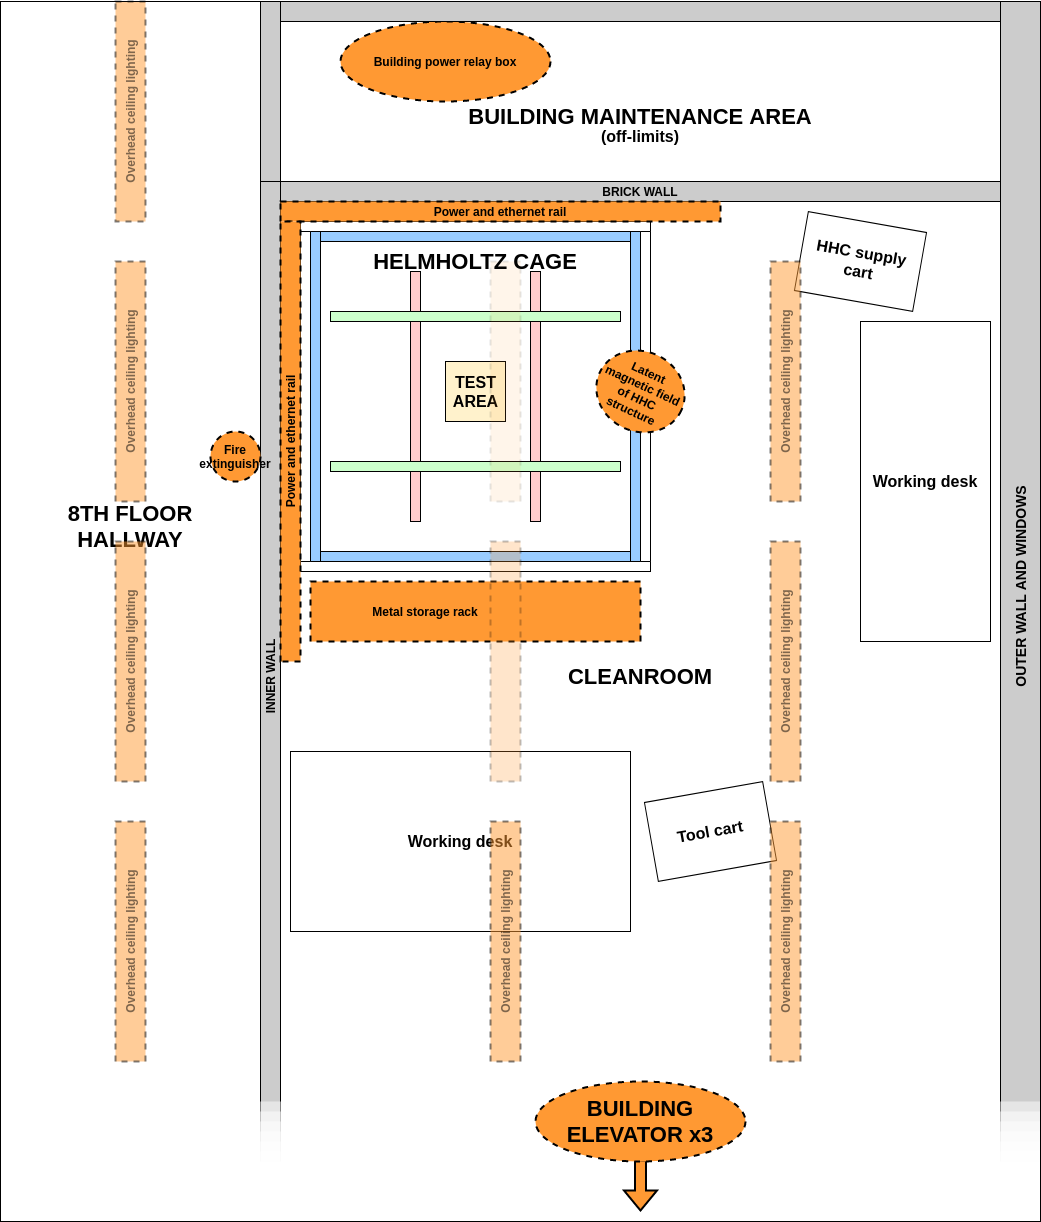 Overhead ceiling lighting
Building power relay box
BUILDING MAINTENANCE AREA
(off-limits)
BRICK WALL
Power and ethernet rail
HHC supply
cart
HELMHOLTZ CAGE
Overhead ceiling lighting
Power and ethernet rail
TEST
AREA
Latent
magnetic field
of HHC
structure
Overhead ceiling lighting
Fire
extinguisher
Working desk
8TH FLOOR
HALLWAY
OUTER WALL AND WINDOWS
Overhead ceiling lighting
Metal storage rack
Overhead ceiling lighting
INNER WALL
CLEANROOM
Working desk
Tool cart
Overhead ceiling lighting
Overhead ceiling lighting
Overhead ceiling lighting
BUILDING
ELEVATOR x3